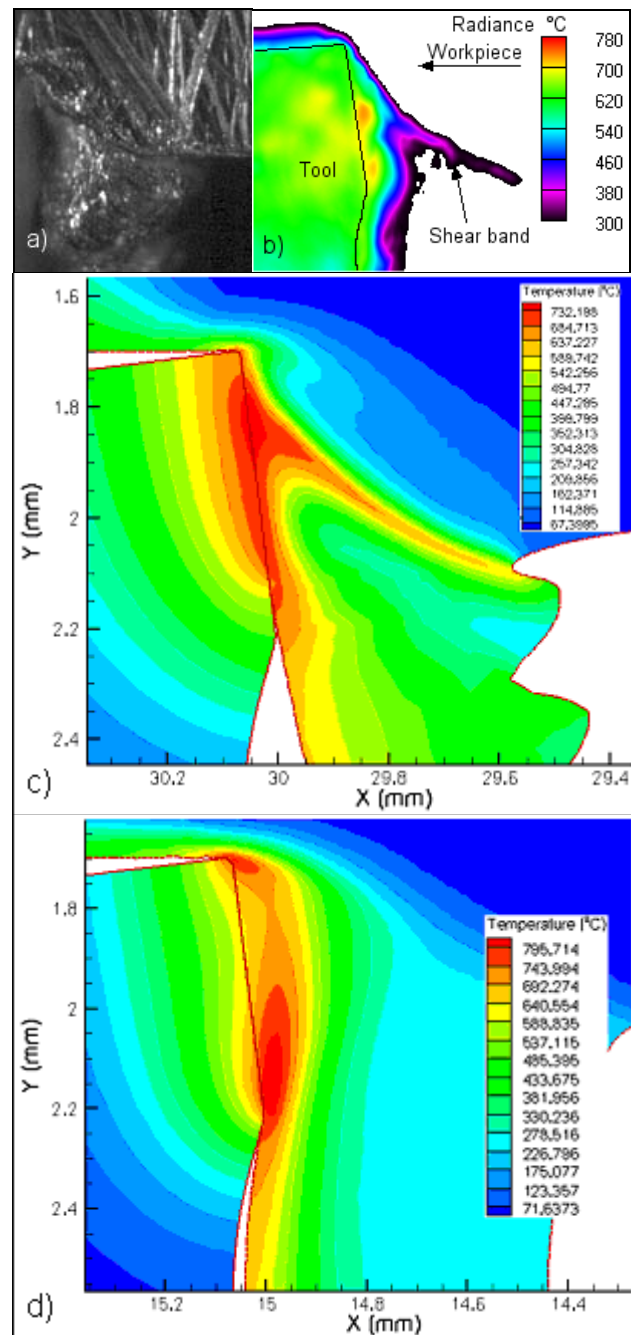 a)
Radiance °C
Workpiece
780
700
620
540
460
380
300
Tool
Shear band
b)
Temperature (°C)
732.198
684.713
637.227
589.742
542.256
494.77
447.285
399.799
352.313
304.828
257.342
209.856
162.371
114.885
67.3995
1.6
1.8
2
2.2
2.4
Y (mm)
30.2 30 29.8 29.6 29.4
X (mm)
c)
Temperature (°C)
795.714
743.994
692.274
640.554
588.835
537.115
485.395
433.675
381.956
330.236
278.516
226.796
175.077
123.357
71.6373
1.8
2
2.2
2.4
Y (mm)
15.2 15 14.8 14.6 14.4
X (mm)
d)